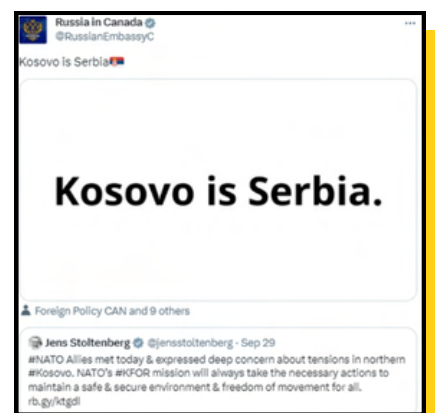 Russia in Canada
@RussianEmbassyC
Kosovo is Serbia🇷🇸
Kosovo is Serbia.
Foreign Policy CAN and 9 others
Jens Stoltenberg @jensstoltenberg · Sep 29
#NATO Allies met today & expressed deep concern about tensions in northern
#Kosovo. NATO's #KFOR mission will always take the necessary actions to
maintain a safe & secure environment & freedom of movement for all.
rb.gy/ktgdl